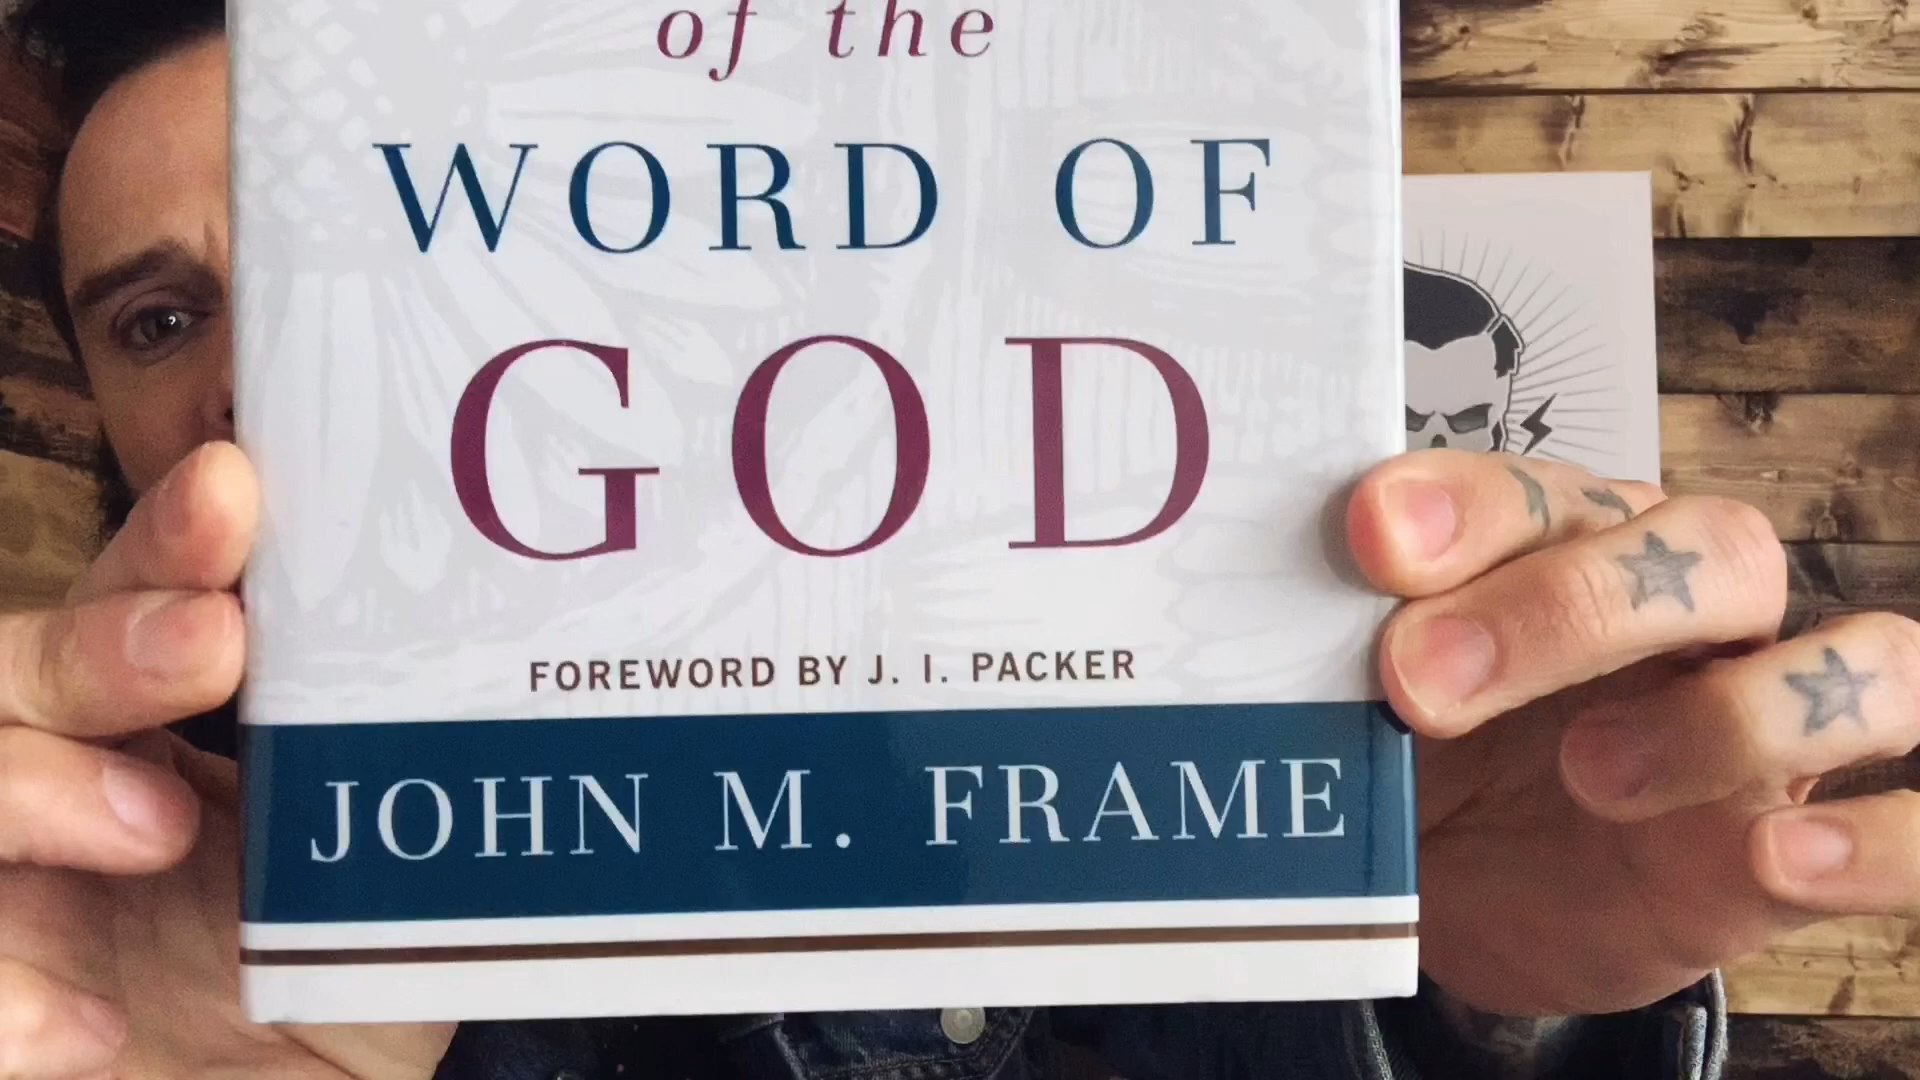 of the
WORD OF
GOD
FOREWORD BY J. I. PACKER
JOHN M. FRAME